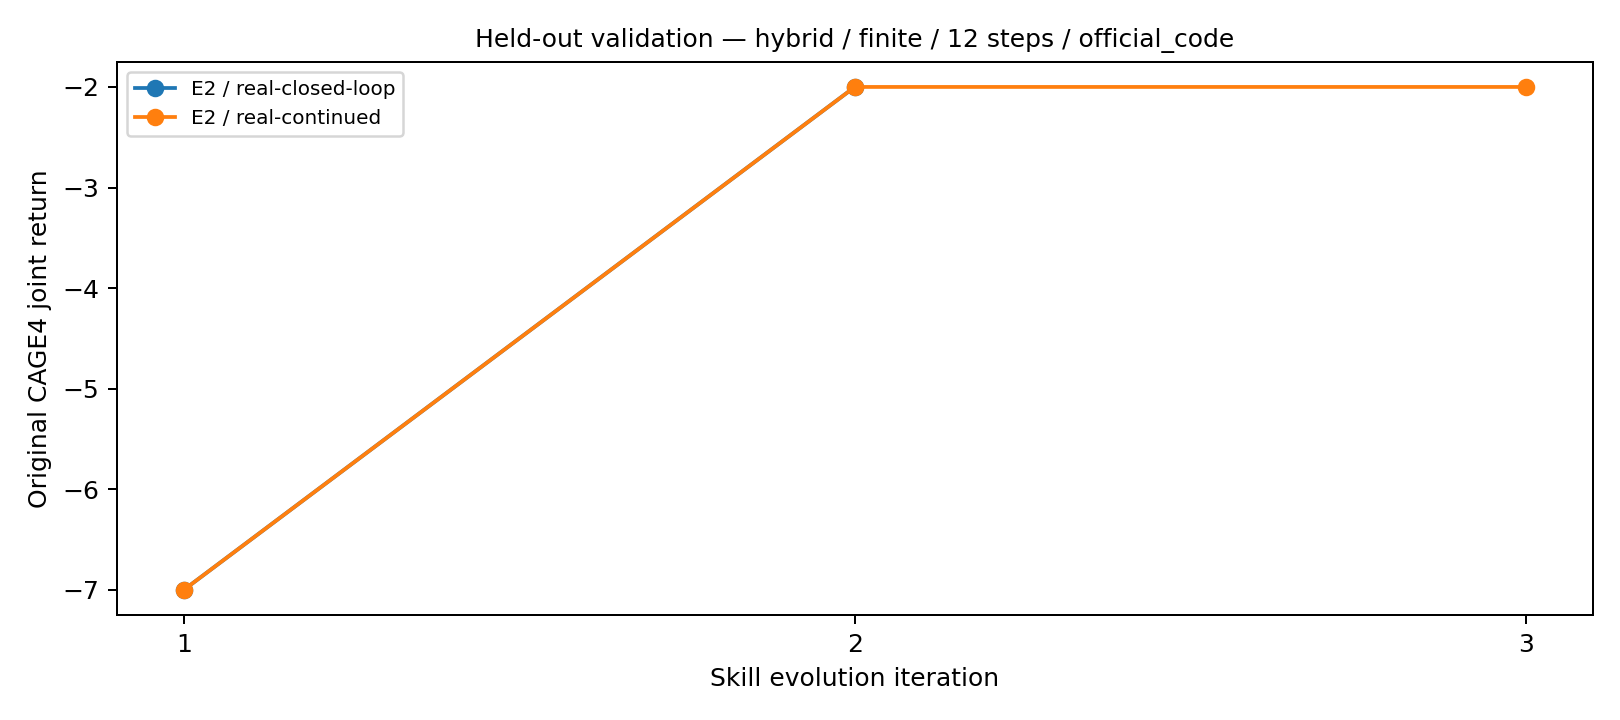 Held-out validation — hybrid / finite / 12 steps / official_code
E2 / real-closed-loop
E2 / real-continued
Original CAGE4 joint return
−2
−3
−4
−5
−6
−7
1 2 3
Skill evolution iteration